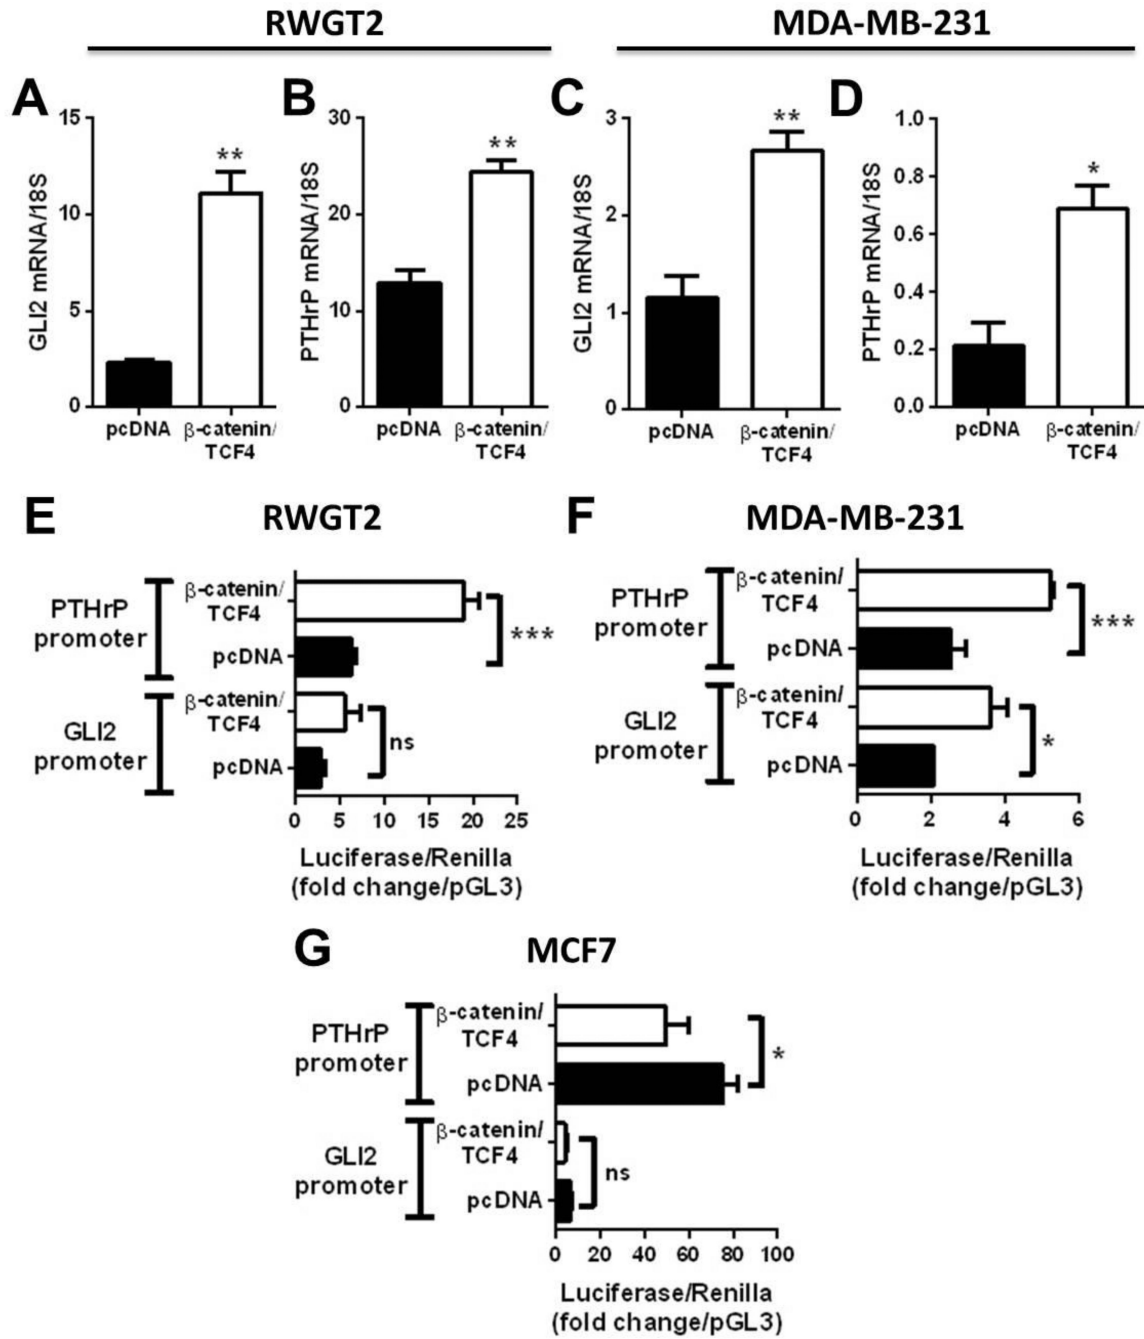 RWGT2
MDA-MB-231
A
GLI2 mRNA/18S
15
10
5
0
**
pcDNA
β-catenin/
TCF4
B
PTHrP mRNA/18S
30
20
10
0
**
pcDNA
β-catenin/
TCF4
C
GLI2 mRNA/18S
3
2
1
0
**
pcDNA
β-catenin/
TCF4
D
PTHrP mRNA/18S
1.0
0.8
0.6
0.4
0.2
0.0
*
pcDNA
β-catenin/
TCF4
E
RWGT2
PTHrP
promoter
β-catenin/
TCF4
pcDNA
***
GLI2
promoter
β-catenin/
TCF4
pcDNA
ns
0 5 10 15 20 25
Luciferase/Renilla
(fold change/pGL3)
F
MDA-MB-231
PTHrP
promoter
β-catenin/
TCF4
pcDNA
***
GLI2
promoter
β-catenin/
TCF4
pcDNA
*
0 2 4 6
Luciferase/Renilla
(fold change/pGL3)
G
MCF7
PTHrP
promoter
β-catenin/
TCF4
pcDNA
*
GLI2
promoter
β-catenin/
TCF4
pcDNA
ns
0 20 40 60 80 100
Luciferase/Renilla
(fold change/pGL3)